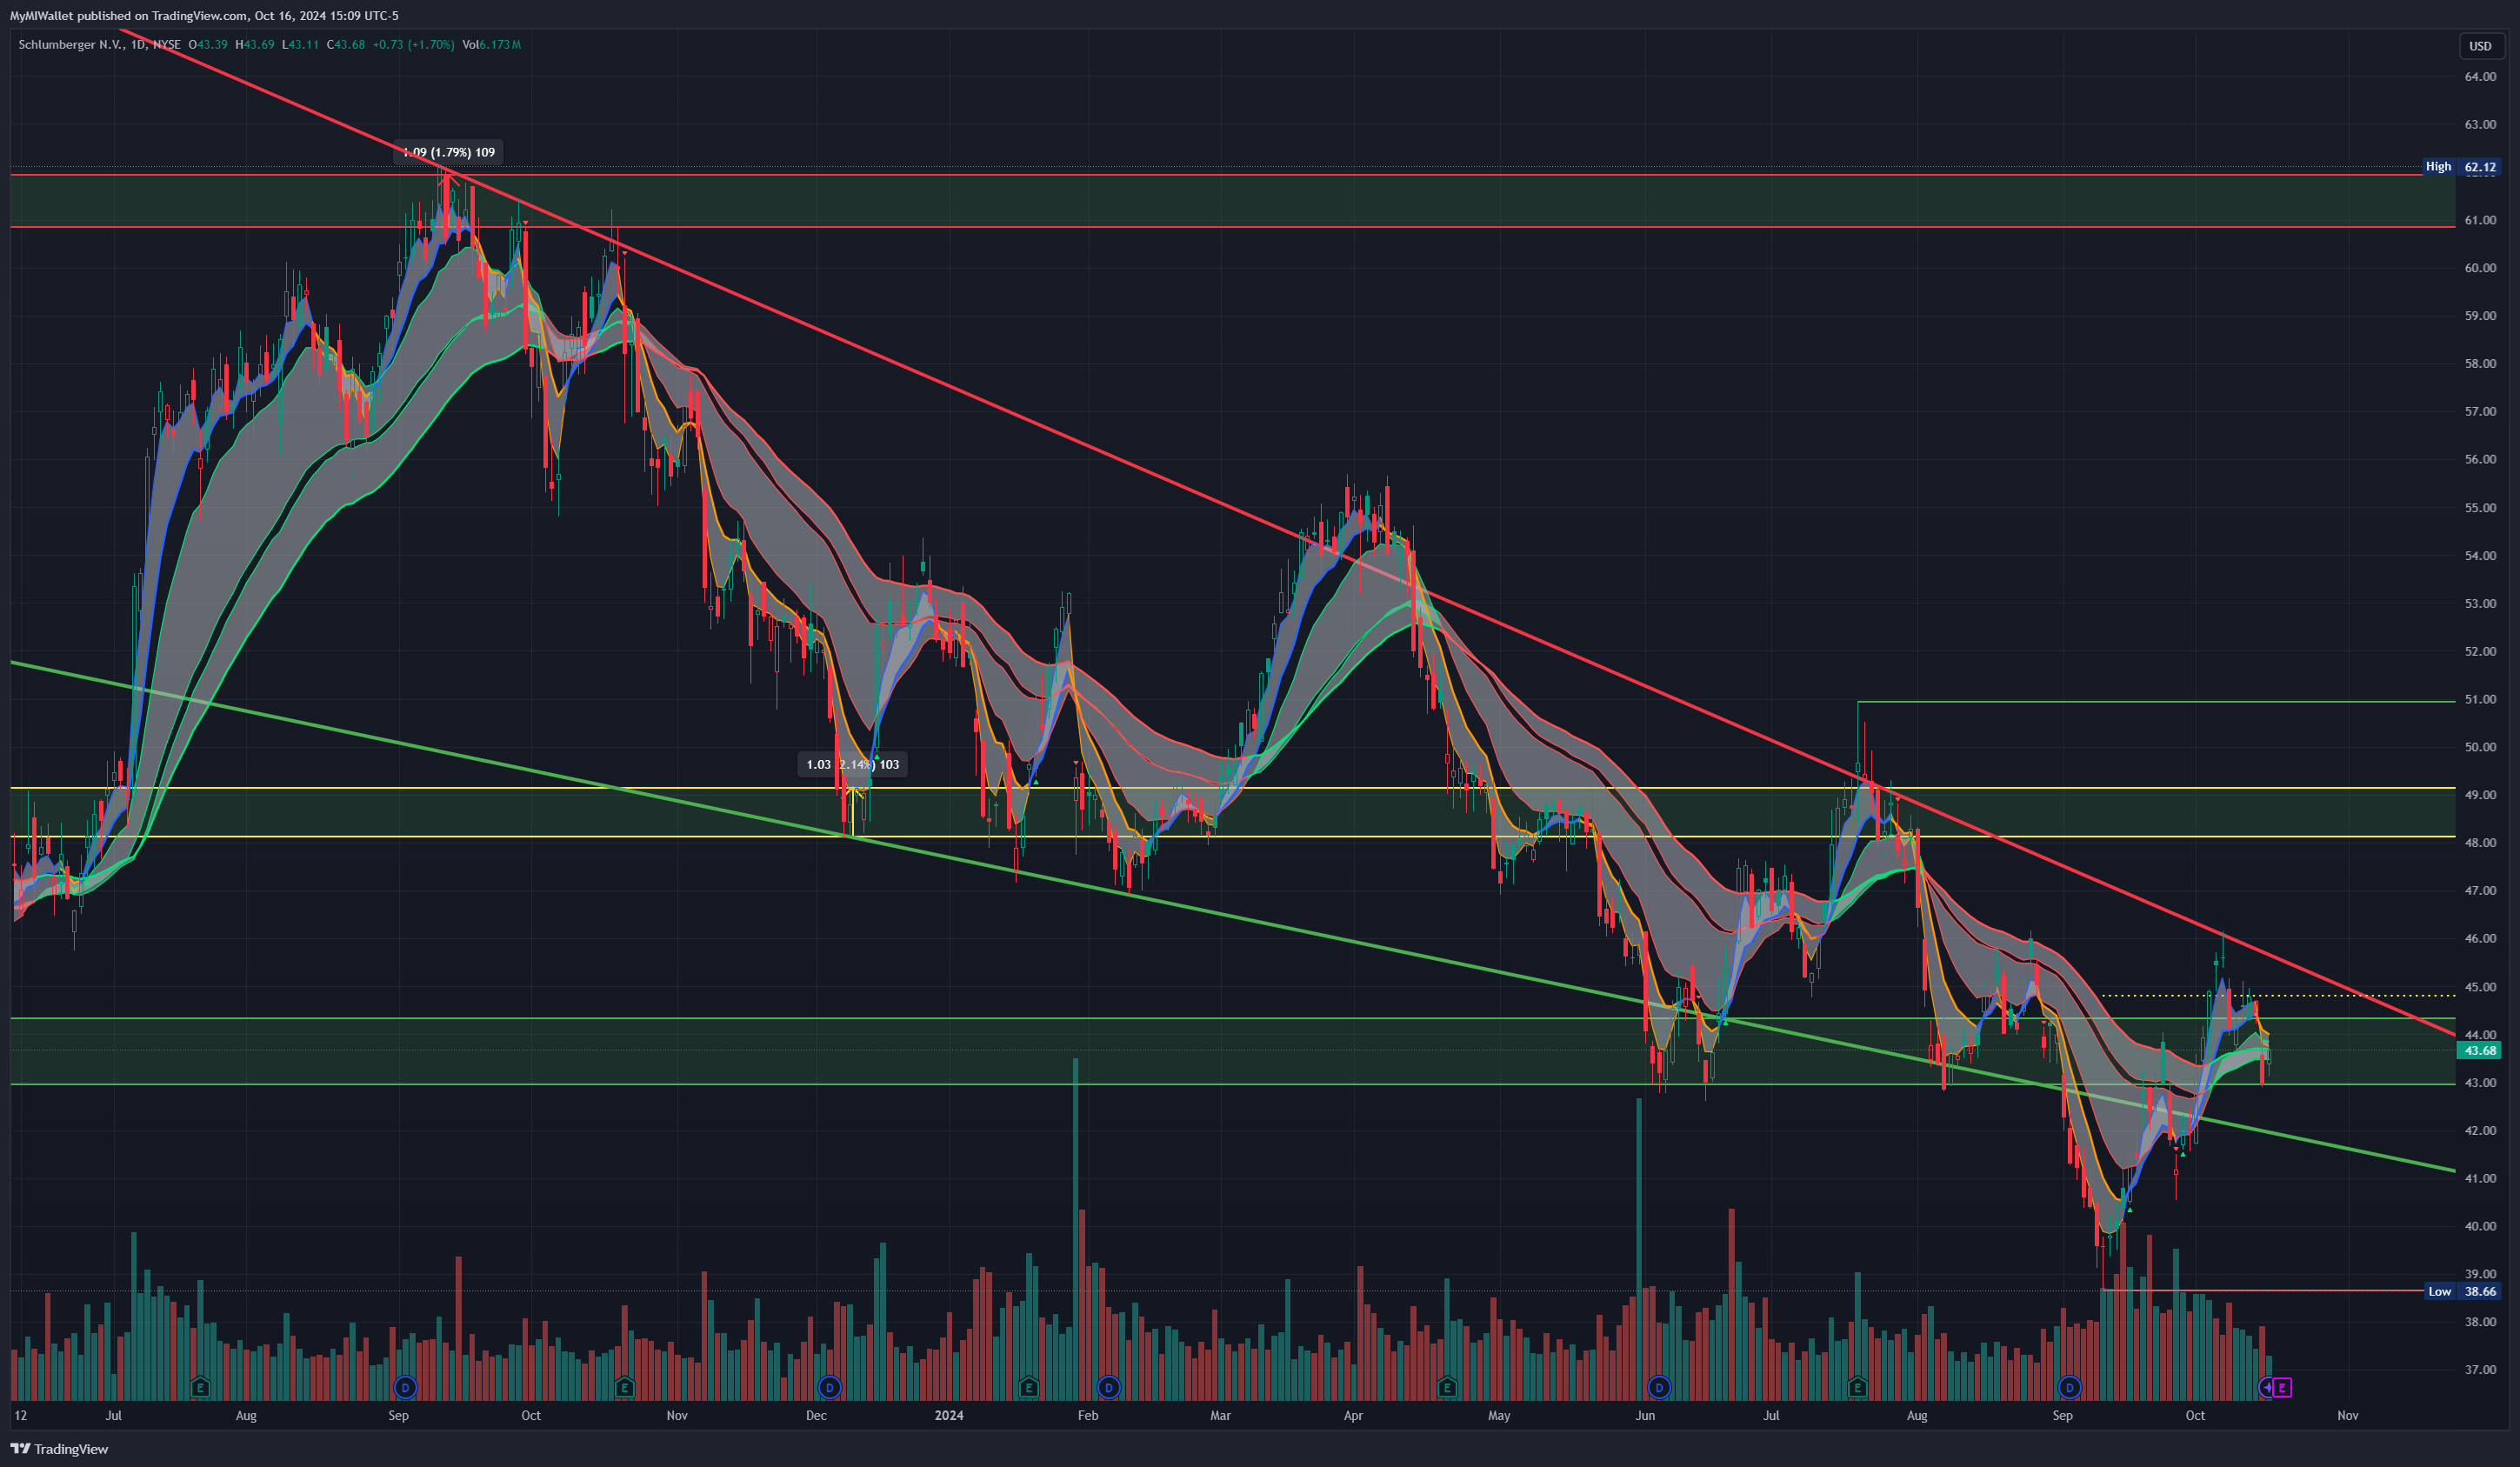 MyMIWallet published on TradingView.com, Oct 16, 2024 15:09 UTC-5
Schlumberger N.V., 1D, NYSE O43.39 H43.69 L43.11 C43.68 +0.73 (+1.70%) Vol6.173M
USD
64.00
63.00
1.09 (1.79%) 109
High 62.12
61.00
60.00
59.00
58.00
57.00
56.00
55.00
54.00
53.00
52.00
51.00
50.00
1.03 2.14%) 103
49.00
48.00
47.00
46.00
45.00
44.00
43.68
43.00
42.00
41.00
40.00
39.00
Low 38.66
38.00
37.00
E D E D E D E D E D E
12 Jul Aug Sep Oct Nov Dec 2024 Feb Mar Apr May Jun Jul Aug Sep Oct Nov
TradingView